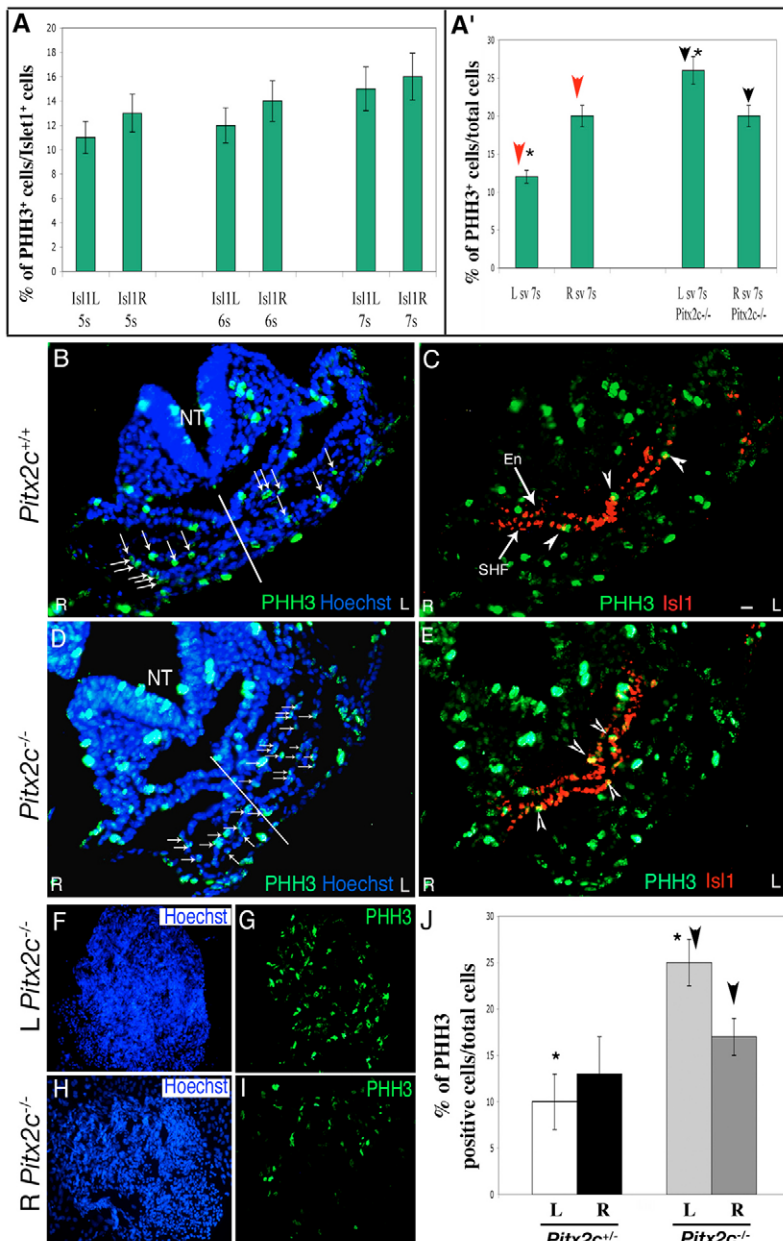 A
% of PHH3+ cells/Islet1+ cells
20
18
16
14
12
10
8
6
4
2
0
Isl1L Isl1R Isl1L Isl1R Isl1L Isl1R
5s 5s 6s 6s 7s 7s
A'
% of PHH3+ cells/total cells
30
25
20
15
10
5
0
* *
L sv 7s R sv 7s L sv 7s R sv 7s
Pitx2c-/- Pitx2c-/-
Pitx2c+/+
B
NT
R PHH3 Hoechst L
C
En
SHF
R PHH3 Isl1 L
Pitx2c-/-
D
NT
R PHH3 Hoechst L
E
R PHH3 Isl1 L
L Pitx2c-/-
F Hoechst
G PHH3
R Pitx2c-/-
H Hoechst
I PHH3
J
% of PHH3
positive cells/total cells
30
25
20
15
10
5
0
* *
L R L R
Pitx2c+/- Pitx2c-/-